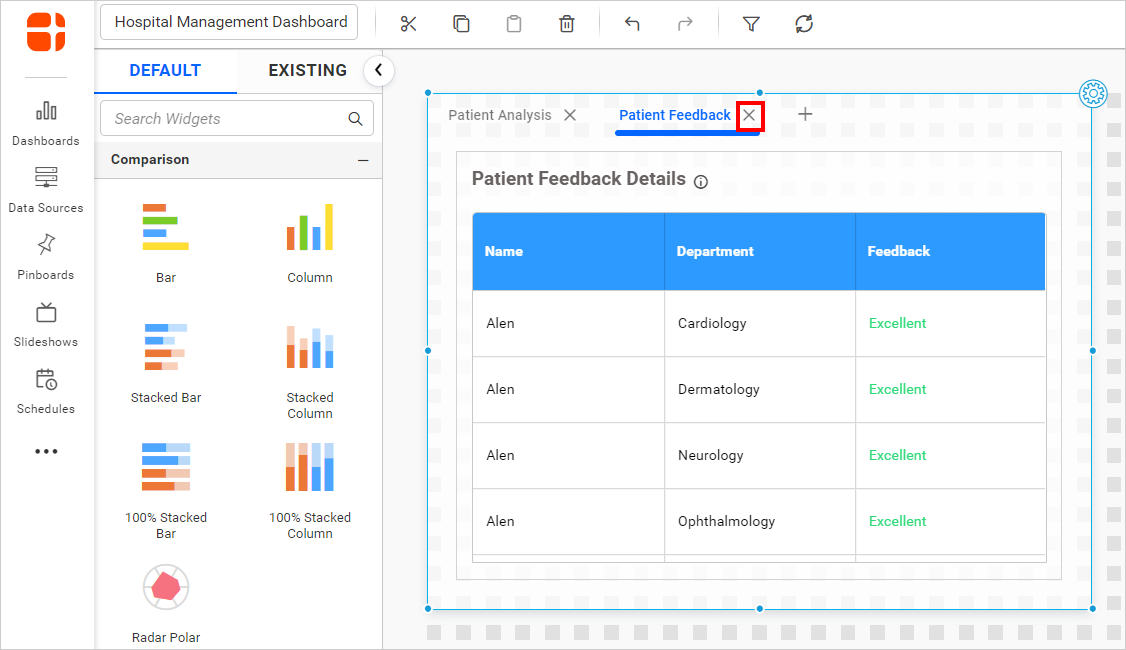 Hospital Management Dashboard
Dashboards
Data Sources
Pinboards
Slideshows
Schedules
DEFAULT
EXISTING
Search Widgets
Comparison
Bar
Column
Stacked Bar
Stacked
Column
100% Stacked
Bar
100% Stacked
Column
Radar Polar
Patient Analysis
Patient Feedback
Patient Feedback Details
Name Department Feedback
Alen Cardiology Excellent
Alen Dermatology Excellent
Alen Neurology Excellent
Alen Ophthalmology Excellent